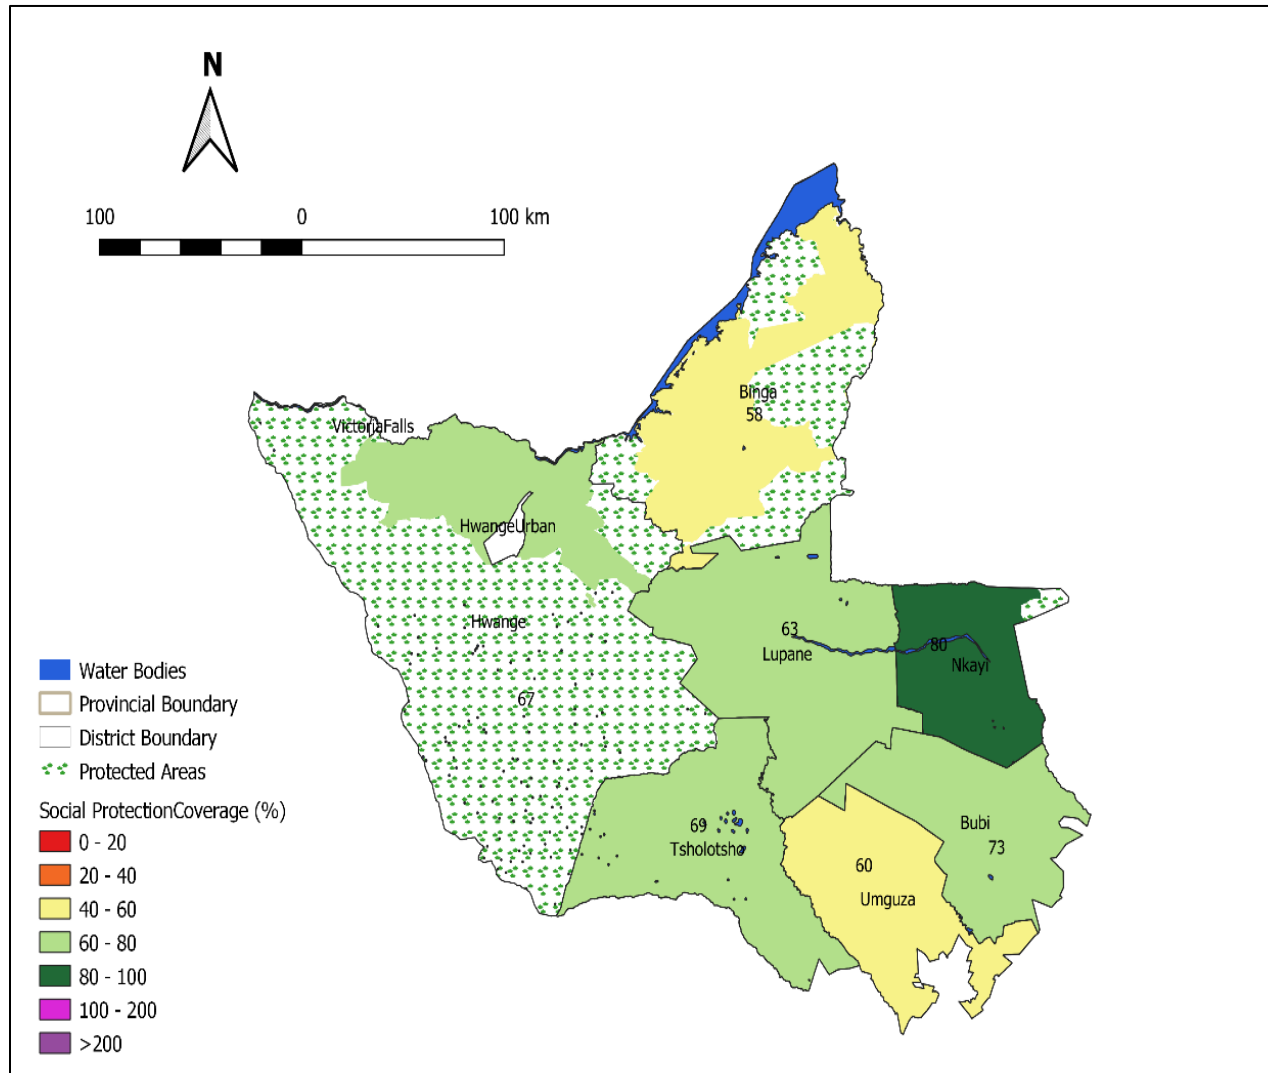 N
100 0 100 km
Binga
58
VictoriaFalls
HwangeUrban
Hwange
63
Lupane
80
Nkayi
67
Water Bodies
Provincial Boundary
District Boundary
Protected Areas
Social ProtectionCoverage (%)
0 - 20
20 - 40
40 - 60
60 - 80
80 - 100
100 - 200
>200
69
Tsholotsho
Bubi
73
60
Umguza